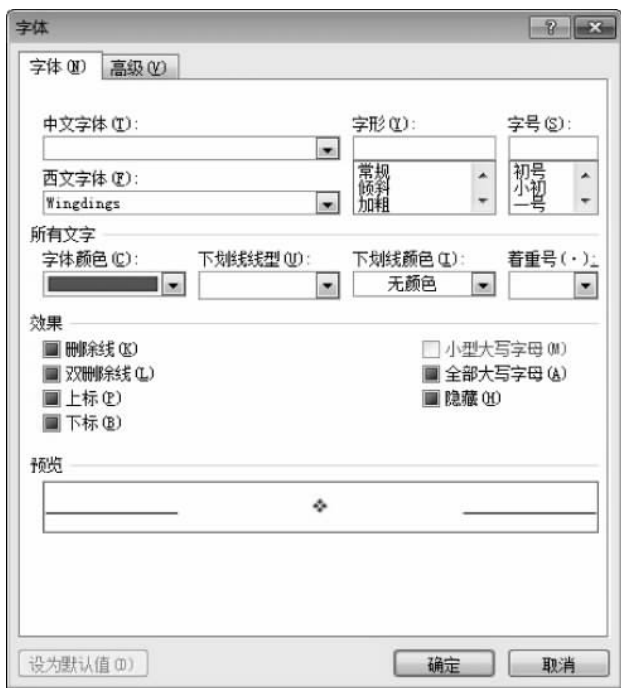 字体
字体(N) 高级(V)
中文字体(T): 字形(Y): 字号(S):
常规 初号
西文字体(F): 倾斜 小初
Wingdings 加粗 一号
所有文字
字体颜色(C): 下划线线型(U): 下划线颜色(I): 着重号(·):
无颜色
效果
删除线(K) 小型大写字母(M)
双删除线(L) 全部大写字母(A)
上标(P) 隐藏(H)
下标(B)
预览
设为默认值(D) 确定 取消